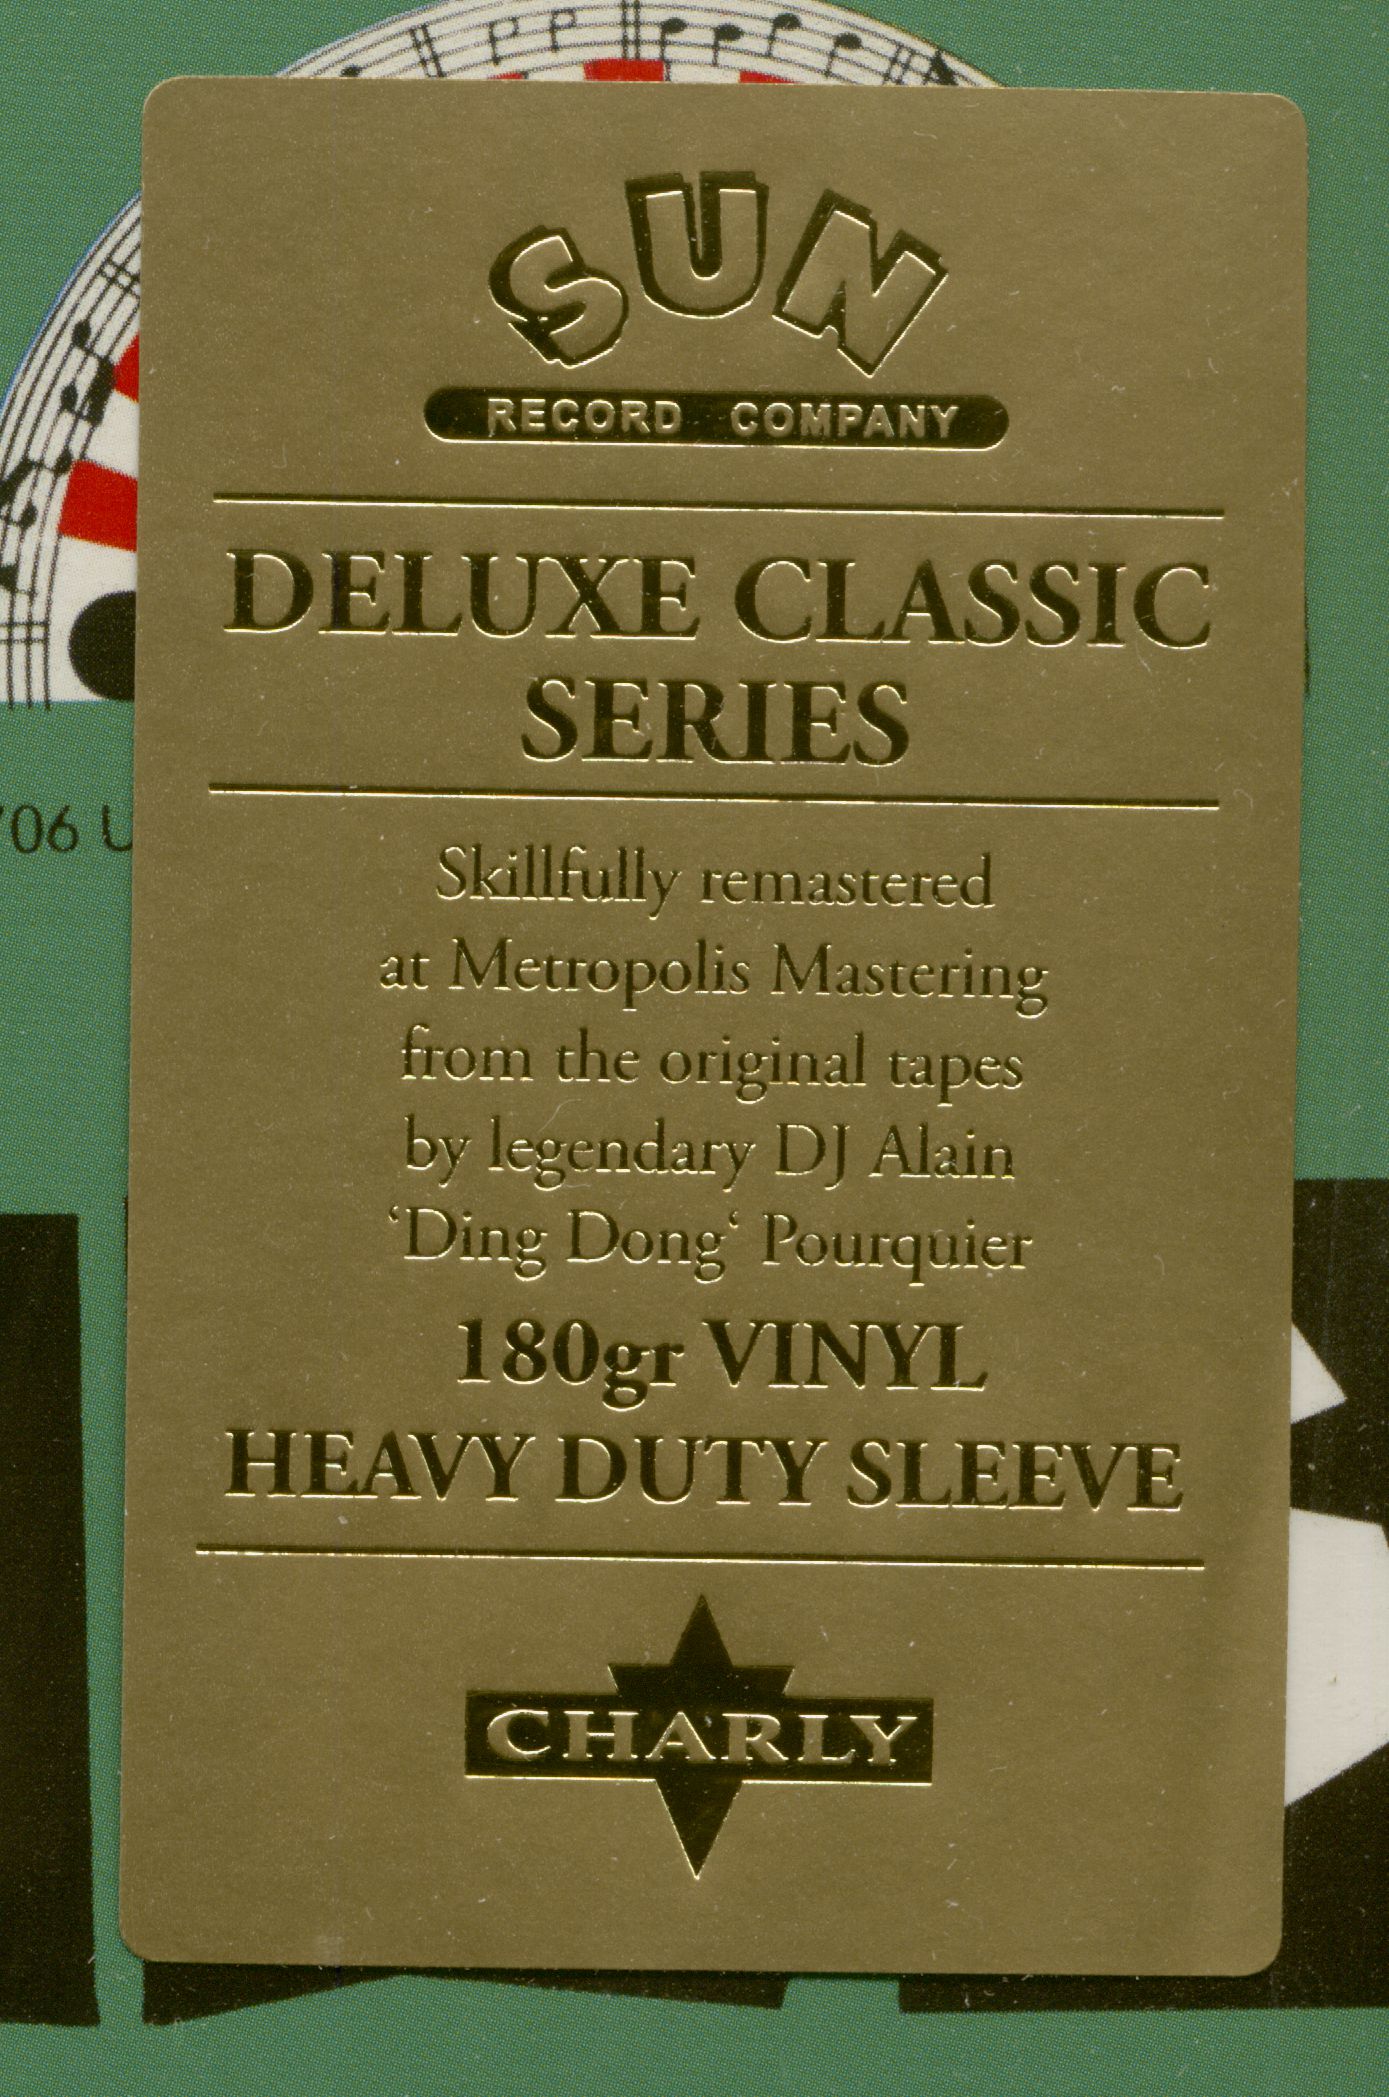 SUN
RECORD COMPANY
DELUXE CLASSIC
SERIES
'06 U
Skillfully remastered
at Metropolis Mastering
from the original tapes
by legendary DJ Alain
‘Ding Dong‘ Pourquier
180gr VINYL
HEAVY DUTY SLEEVE
CHARLY